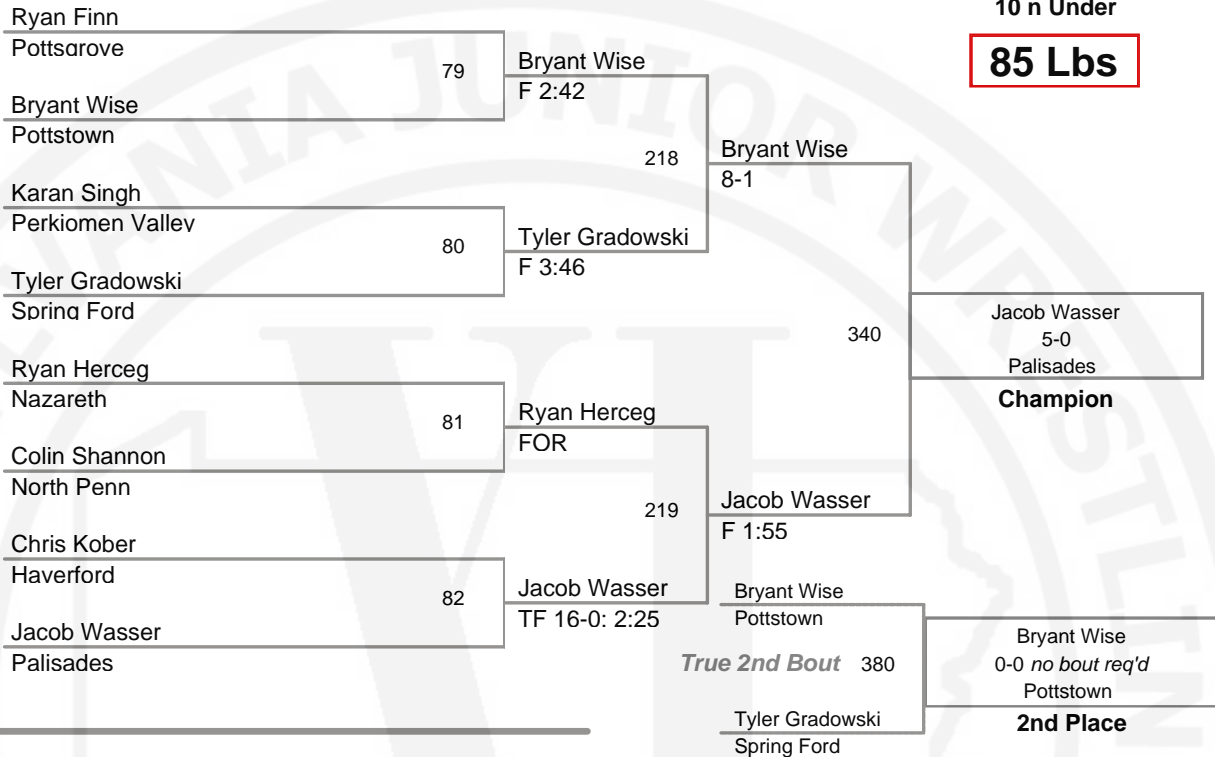 10 n Under
85 Lbs
Ryan Finn
Pottsgrove
79
Bryant Wise
F 2:42
Bryant Wise
Pottstown
218
Bryant Wise
8-1
Karan Singh
Perkiomen Valley
80
Tyler Gradowski
F 3:46
Tyler Gradowski
Spring Ford
340
Jacob Wasser
5-0
Palisades
Champion
Ryan Herceg
Nazareth
81
Ryan Herceg
FOR
Colin Shannon
North Penn
219
Jacob Wasser
F 1:55
Chris Kober
Haverford
82
Jacob Wasser
TF 16-0: 2:25
Jacob Wasser
Palisades
Bryant Wise
Pottstown
True 2nd Bout 380
Tyler Gradowski
Spring Ford
Bryant Wise
0-0 no bout req'd
Pottstown
2nd Place